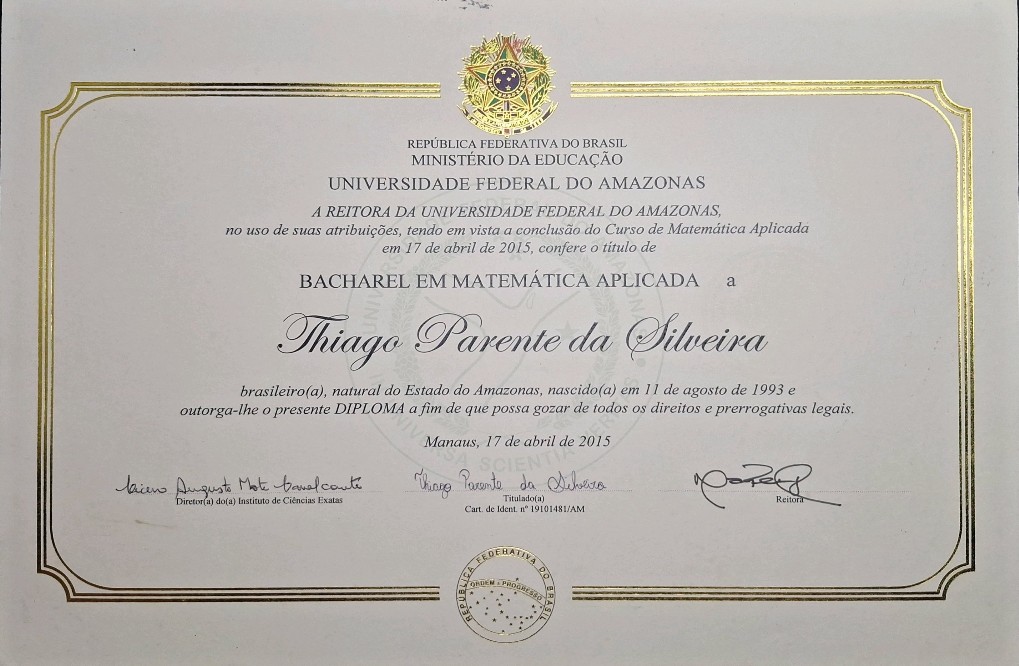 REPÚBLICA FEDERATIVA DO BRASIL
MINISTÉRIO DA EDUCAÇÃO
UNIVERSIDADE FEDERAL DO AMAZONAS
A REITORA DA UNIVERSIDADE FEDERAL DO AMAZONAS,
no uso de suas atribuições, tendo em vista a conclusão do Curso de Matemática Aplicada
em 17 de abril de 2015, confere o título de
BACHAREL EM MATEMÁTICA APLICADA a
Thiago Parente da Silveira
brasileiro(a), natural do Estado do Amazonas, nascido(a) em 11 de agosto de 1993 e
outorga-lhe o presente DIPLOMA a fim de que possa gozar de todos os direitos e prerrogativas legais.
Manaus, 17 de abril de 2015
Cícero Augusto Mota Cavalcante
Diretor(a) do(a) Instituto de Ciências Exatas
Thiago Parente da Silveira
Titulado(a)
Cart. de Ident. nº 19101481/AM
Reitora
REPÚBLICA FEDERATIVA DO BRASIL
ORDEM E PROGRESSO